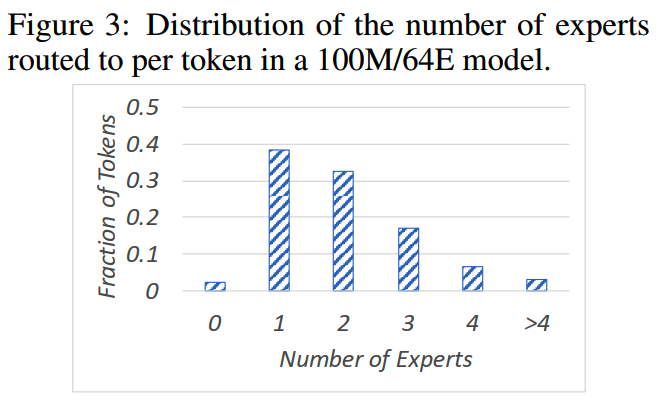 Figure 3: Distribution of the number of experts
routed to per token in a 100M/64E model.
Fraction of Tokens
0.5
0.4
0.3
0.2
0.1
0
0 1 2 3 4 >4
Number of Experts